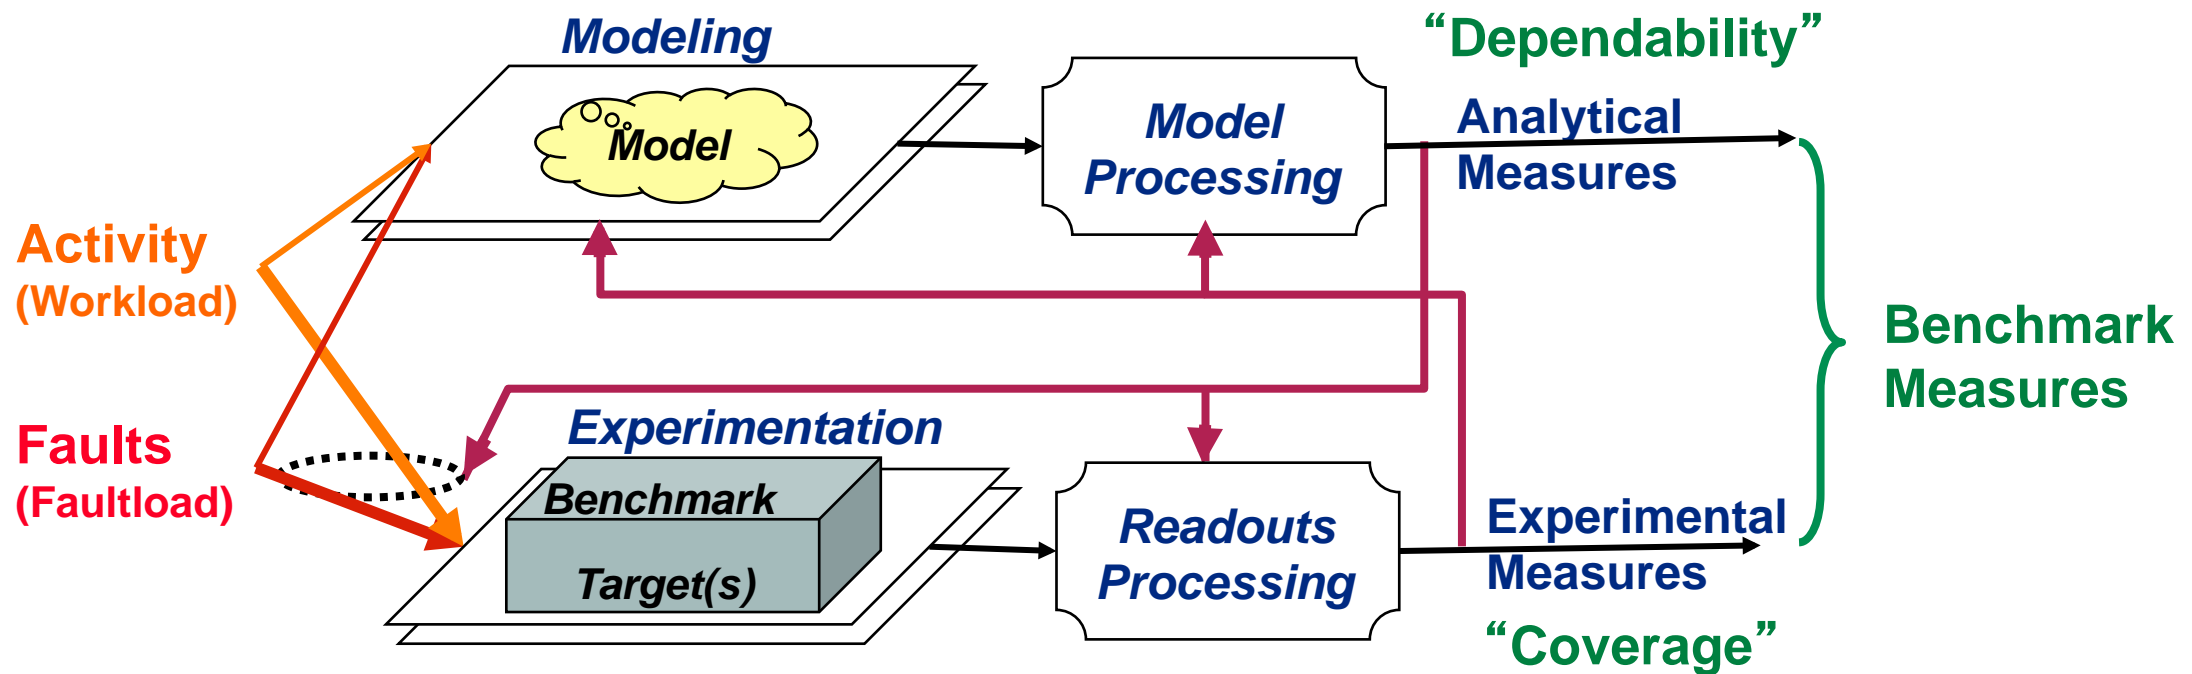 Modeling
“Dependability”
Model
Model
Processing
Analytical
Measures
Activity
(Workload)
Benchmark
Measures
Faults
(Faultload)
Experimentation
Benchmark
Target(s)
Readouts
Processing
Experimental
Measures
“Coverage”